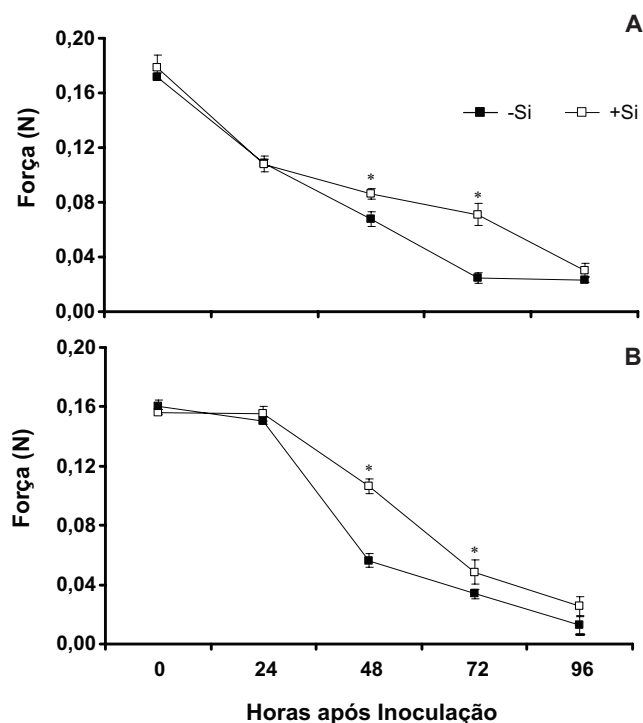 A
0,20
0,16
0,12
0,08
0,04
0,00
Força (N)
-Si +Si
* *
B
0,20
0,16
0,12
0,08
0,04
0,00
Força (N)
* *
0 24 48 72 96
Horas após Inoculação